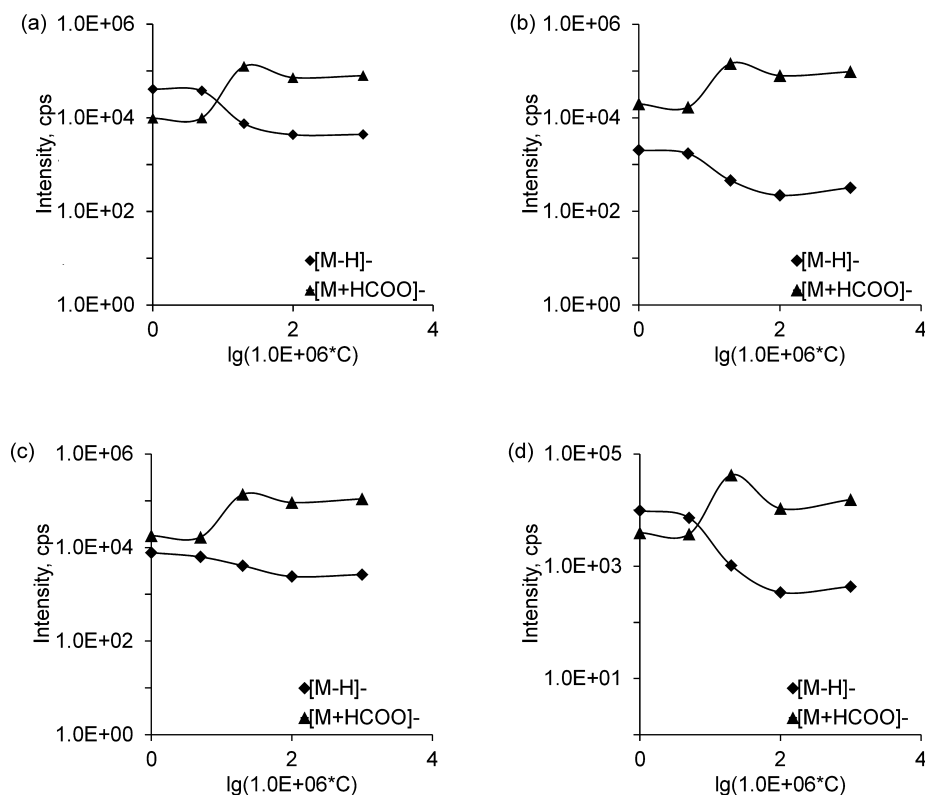 (a)
1.0E+06
1.0E+04
1.0E+02
1.0E+00
Intensity, cps
[M-H]-
[M+HCOO]-
0 2 4
lg(1.0E+06*C)
(b)
1.0E+06
1.0E+04
1.0E+02
1.0E+00
Intensity, cps
[M-H]-
[M+HCOO]-
0 2 4
lg(1.0E+06*C)
(c)
1.0E+06
1.0E+04
1.0E+02
1.0E+00
Intensity, cps
[M-H]-
[M+HCOO]-
0 2 4
lg(1.0E+06*C)
(d)
1.0E+05
1.0E+03
1.0E+01
Intensity, cps
[M-H]-
[M+HCOO]-
0 2 4
lg(1.0E+06*C)